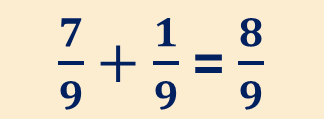 7/9 + 1/9 = 8/9